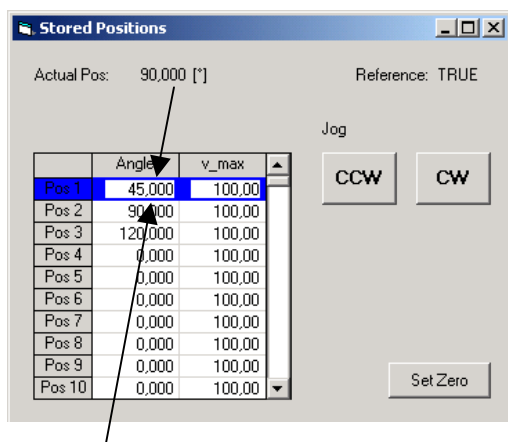 Stored Positions
Actual Pos: 90,000 [°] Reference: TRUE
Jog
CCW CW
Angle v_max
Pos 1 45,000 100,00
Pos 2 90,000 100,00
Pos 3 120,000 100,00
Pos 4 0,000 100,00
Pos 5 0,000 100,00
Pos 6 0,000 100,00
Pos 7 0,000 100,00
Pos 8 0,000 100,00
Pos 9 0,000 100,00
Pos 10 0,000 100,00
Set Zero